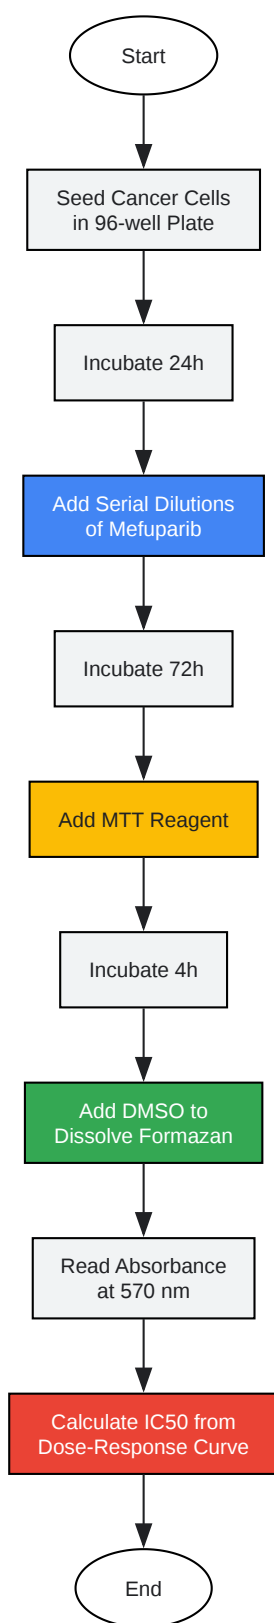 Start
Seed Cancer Cells
in 96-well Plate
Incubate 24h
Add Serial Dilutions
of Mefuparib
Incubate 72h
Add MTT Reagent
Incubate 4h
Add DMSO to
Dissolve Formazan
Read Absorbance
at 570 nm
Calculate IC50 from
Dose-Response Curve
End